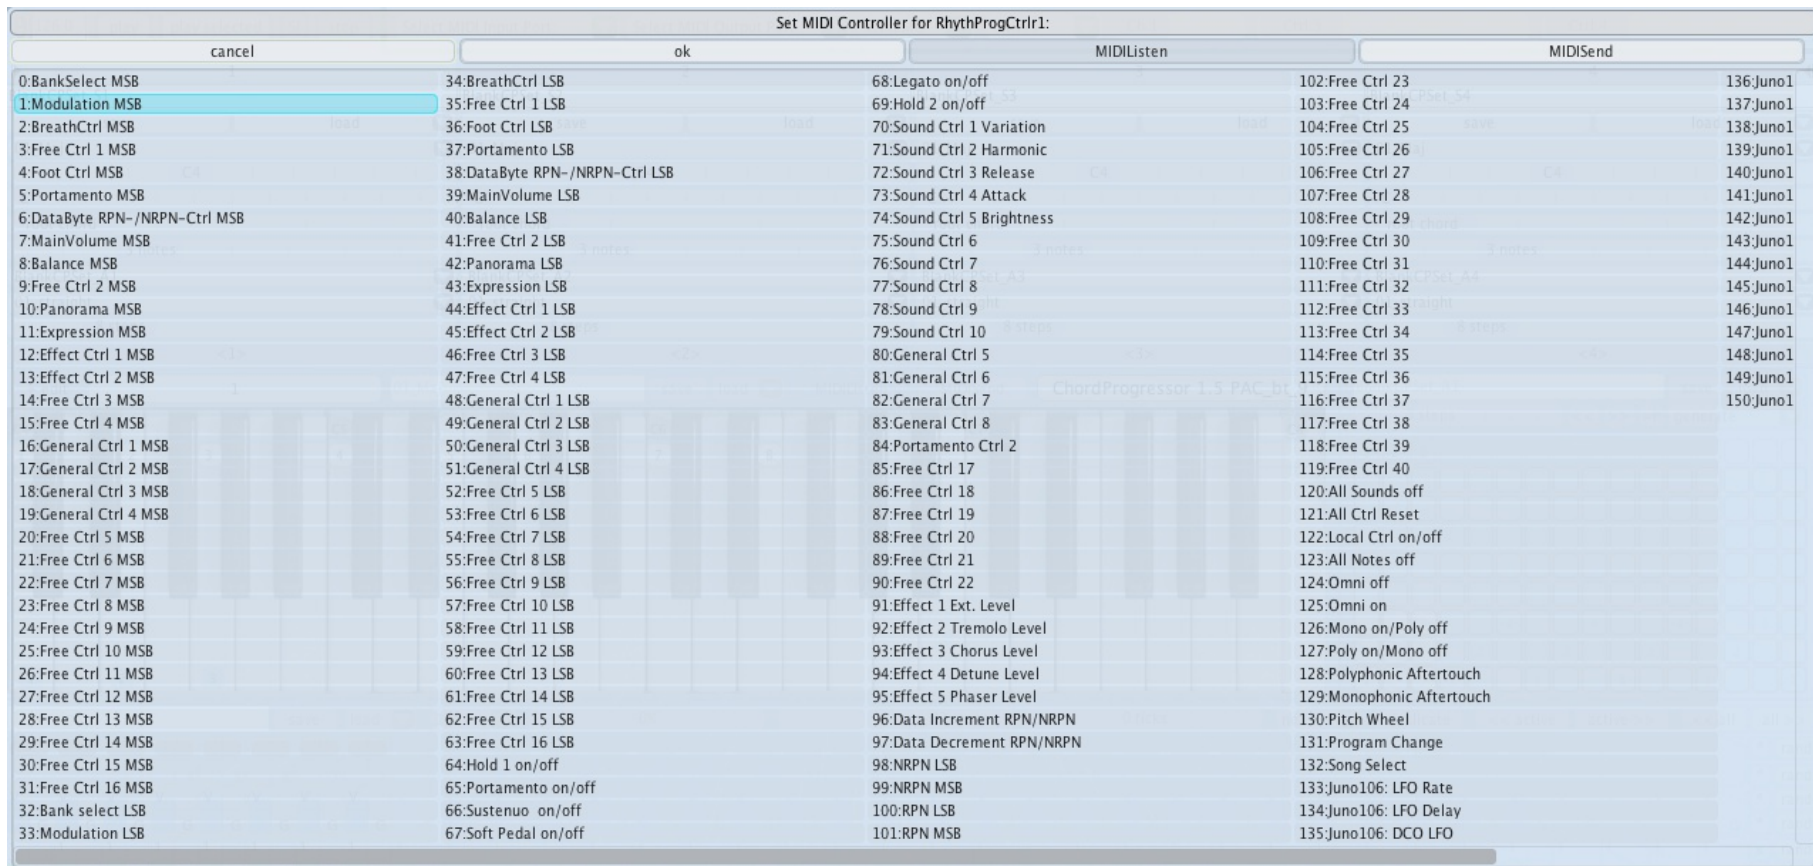 Set MIDI Controller for RhythProgCtrlr1:
cancel
ok
MIDIListen
MIDISend
0:BankSelect MSB
1:Modulation MSB
2:BreathCtrl MSB
3:Free Ctrl 1 MSB
4:Foot Ctrl MSB
5:Portamento MSB
6:DataByte RPN-/NRPN-Ctrl MSB
7:MainVolume MSB
8:Balance MSB
9:Free Ctrl 2 MSB
10:Panorama MSB
11:Expression MSB
12:Effect Ctrl 1 MSB
13:Effect Ctrl 2 MSB
14:Free Ctrl 3 MSB
15:Free Ctrl 4 MSB
16:General Ctrl 1 MSB
17:General Ctrl 2 MSB
18:General Ctrl 3 MSB
19:General Ctrl 4 MSB
20:Free Ctrl 5 MSB
21:Free Ctrl 6 MSB
22:Free Ctrl 7 MSB
23:Free Ctrl 8 MSB
24:Free Ctrl 9 MSB
25:Free Ctrl 10 MSB
26:Free Ctrl 11 MSB
27:Free Ctrl 12 MSB
28:Free Ctrl 13 MSB
29:Free Ctrl 14 MSB
30:Free Ctrl 15 MSB
31:Free Ctrl 16 MSB
32:Bank select LSB
33:Modulation LSB
34:BreathCtrl LSB
35:Free Ctrl 1 LSB
36:Foot Ctrl LSB
37:Portamento LSB
38:DataByte RPN-/NRPN-Ctrl LSB
39:MainVolume LSB
40:Balance LSB
41:Free Ctrl 2 LSB
42:Panorama LSB
43:Expression LSB
44:Effect Ctrl 1 LSB
45:Effect Ctrl 2 LSB
46:Free Ctrl 3 LSB
47:Free Ctrl 4 LSB
48:General Ctrl 1 LSB
49:General Ctrl 2 LSB
50:General Ctrl 3 LSB
51:General Ctrl 4 LSB
52:Free Ctrl 5 LSB
53:Free Ctrl 6 LSB
54:Free Ctrl 7 LSB
55:Free Ctrl 8 LSB
56:Free Ctrl 9 LSB
57:Free Ctrl 10 LSB
58:Free Ctrl 11 LSB
59:Free Ctrl 12 LSB
60:Free Ctrl 13 LSB
61:Free Ctrl 14 LSB
62:Free Ctrl 15 LSB
63:Free Ctrl 16 LSB
64:Hold 1 on/off
65:Portamento on/off
66:Sustenuo  on/off
67:Soft Pedal on/off
68:Legato on/off
69:Hold 2 on/off
70:Sound Ctrl 1 Variation
71:Sound Ctrl 2 Harmonic
72:Sound Ctrl 3 Release
73:Sound Ctrl 4 Attack
74:Sound Ctrl 5 Brightness
75:Sound Ctrl 6
76:Sound Ctrl 7
77:Sound Ctrl 8
78:Sound Ctrl 9
79:Sound Ctrl 10
80:General Ctrl 5
81:General Ctrl 6
82:General Ctrl 7
83:General Ctrl 8
84:Portamento Ctrl 2
85:Free Ctrl 17
86:Free Ctrl 18
87:Free Ctrl 19
88:Free Ctrl 20
89:Free Ctrl 21
90:Free Ctrl 22
91:Effect 1 Ext. Level
92:Effect 2 Tremolo Level
93:Effect 3 Chorus Level
94:Effect 4 Detune Level
95:Effect 5 Phaser Level
96:Data Increment RPN/NRPN
97:Data Decrement RPN/NRPN
98:NRPN LSB
99:NRPN MSB
100:RPN LSB
101:RPN MSB
102:Free Ctrl 23
103:Free Ctrl 24
104:Free Ctrl 25
105:Free Ctrl 26
106:Free Ctrl 27
107:Free Ctrl 28
108:Free Ctrl 29
109:Free Ctrl 30
110:Free Ctrl 31
111:Free Ctrl 32
112:Free Ctrl 33
113:Free Ctrl 34
114:Free Ctrl 35
115:Free Ctrl 36
116:Free Ctrl 37
117:Free Ctrl 38
118:Free Ctrl 39
119:Free Ctrl 40
120:All Sounds off
121:All Ctrl Reset
122:Local Ctrl on/off
123:All Notes off
124:Omni off
125:Omni on
126:Mono on/Poly off
127:Poly on/Mono off
128:Polyphonic Aftertouch
129:Monophonic Aftertouch
130:Pitch Wheel
131:Program Change
132:Song Select
133:Juno106: LFO Rate
134:Juno106: LFO Delay
135:Juno106: DCO LFO
136:Juno1
137:Juno1
138:Juno1
139:Juno1
140:Juno1
141:Juno1
142:Juno1
143:Juno1
144:Juno1
145:Juno1
146:Juno1
147:Juno1
148:Juno1
149:Juno1
150:Juno1